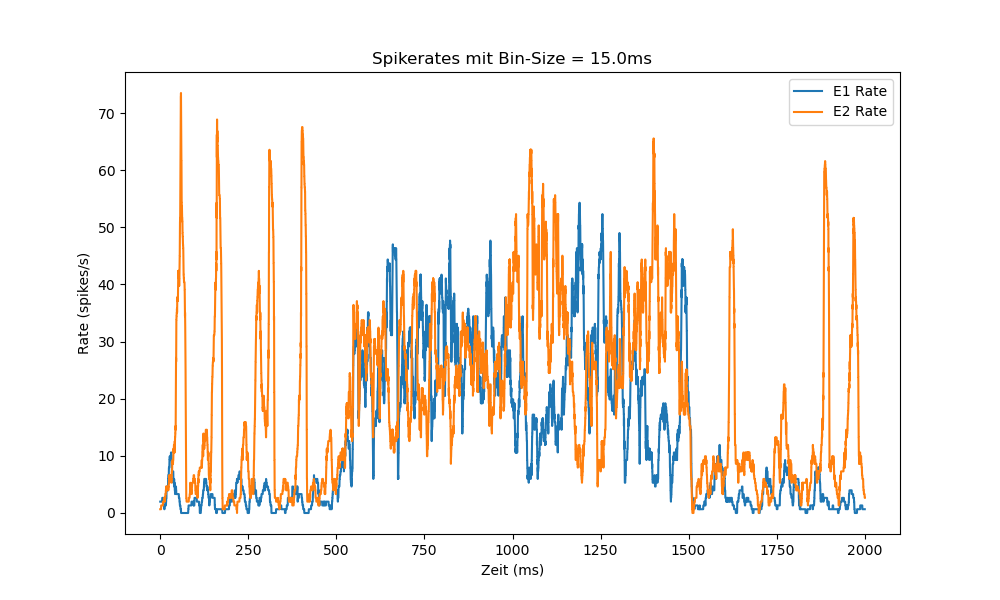 Spikerates mit Bin-Size = 15.0ms
E1 Rate
E2 Rate
Rate (spikes/s)
70
60
50
40
30
20
10
0
0 250 500 750 1000 1250 1500 1750 2000
Zeit (ms)